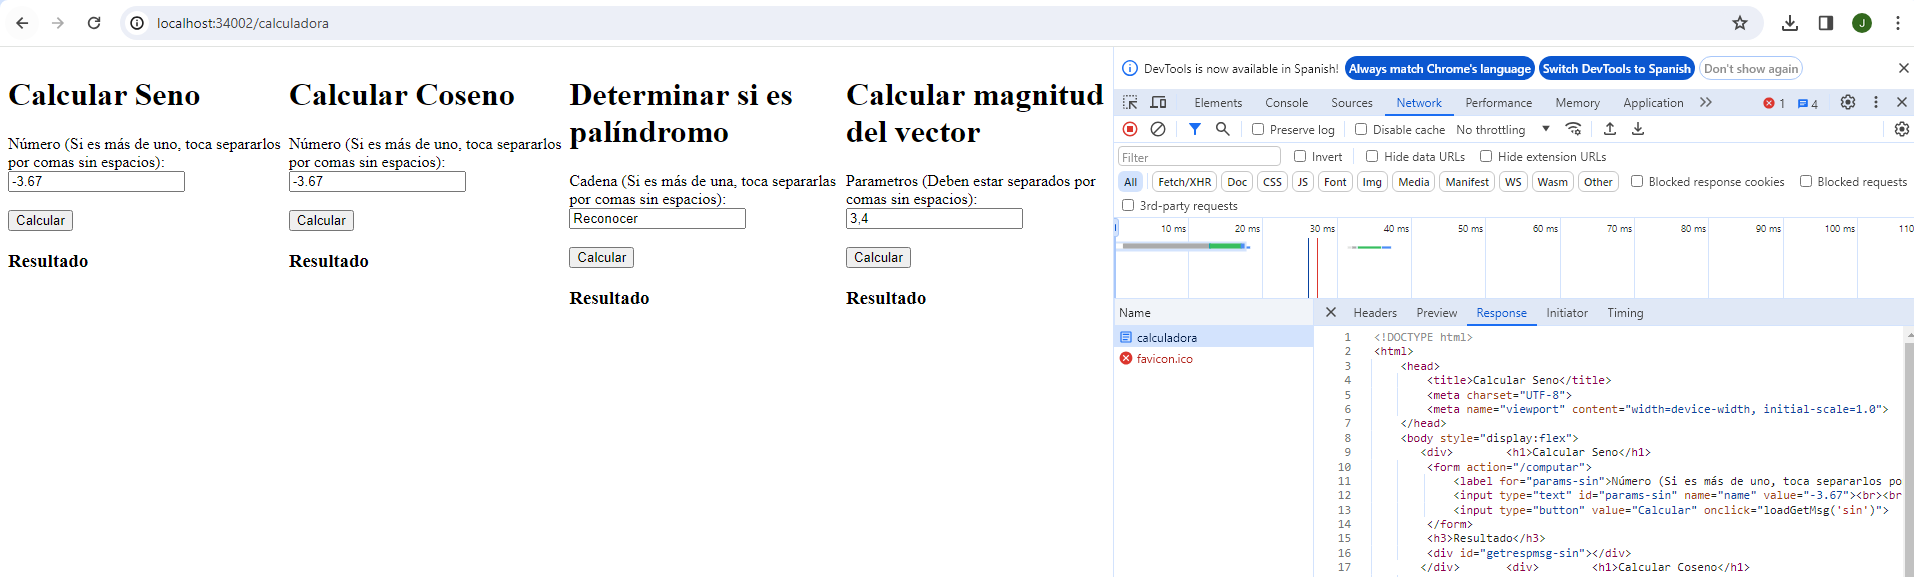 localhost:34002/calculadora
J
Calcular Seno
Número (Si es más de uno, toca separarlos
por comas sin espacios):
-3.67
Calcular
Resultado
Calcular Coseno
Número (Si es más de uno, toca separarlos
por comas sin espacios):
-3.67
Calcular
Resultado
Determinar si es
palíndromo
Cadena (Si es más de una, toca separarlas
por comas sin espacios):
Reconocer
Calcular
Resultado
Calcular magnitud
del vector
Parametros (Deben estar separados por
comas sin espacios):
3,4
Calcular
Resultado
DevTools is now available in Spanish! Always match Chrome's language Switch DevTools to Spanish Don't show again
Elements Console Sources Network Performance Memory Application 1 4
Preserve log Disable cache No throttling
Filter Invert Hide data URLs Hide extension URLs
All Fetch/XHR Doc CSS JS Font Img Media Manifest WS Wasm Other Blocked response cookies Blocked requests
3rd-party requests
10 ms 20 ms 30 ms 40 ms 50 ms 60 ms 70 ms 80 ms 90 ms 100 ms 110
Name
calculadora
favicon.ico
Headers Preview Response Initiator Timing
1 <!DOCTYPE html>
2 <html>
3 <head>
4 <title>Calcular Seno</title>
5 <meta charset="UTF-8">
6 <meta name="viewport" content="width=device-width, initial-scale=1.0">
7 </head>
8 <body style="display:flex">
9 <div> <h1>Calcular Seno</h1>
10 <form action="/computar">
11 <label for="params-sin">Número (Si es más de uno, toca separarlos po
12 <input type="text" id="params-sin" name="name" value="-3.67"><br><br
13 <input type="button" value="Calcular" onclick="loadGetMsg('sin')">
14 </form>
15 <h3>Resultado</h3>
16 <div id="getrespmsg-sin"></div>
17 </div> <div> <h1>Calcular Coseno</h1>